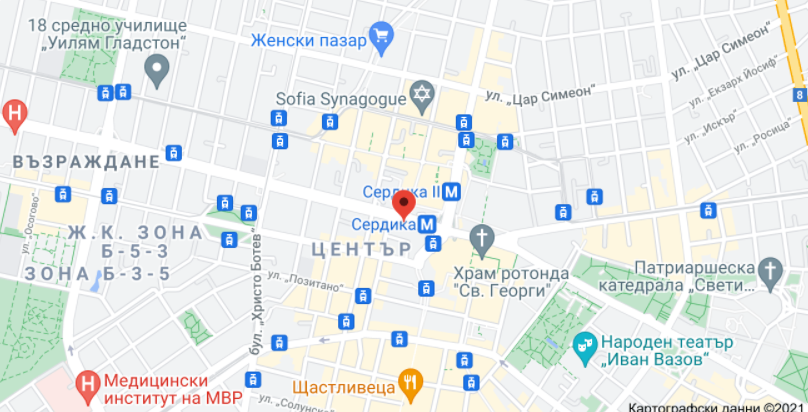 18 средно училище
"Уилям Гладстон"
Женски пазар
ул. „Цар Симеон“
ул. „Екзарх Йосиф“
8
Sofia Synagogue
ул. „Цар Симеон“
ул. „Искър“
ул. „Росица“
H
ВЪЗРАЖДАНЕ
Сердика II M
Сердика M
ул. „Осогово“
Ж.К. ЗОНА
Б-5-3
ЗОНА Б-3-5
ЦЕНТЪР
бул. „Христо Ботев“
ул. „Позитано“
Храм ротонда
"Св. Георги"
Патриаршеска
катедрала „Свети…
Народен театър
„Иван Вазов“
H
Медицински
институт на МВР
Щастливеца
ул. „Солунска“
Картографски данни ©2021